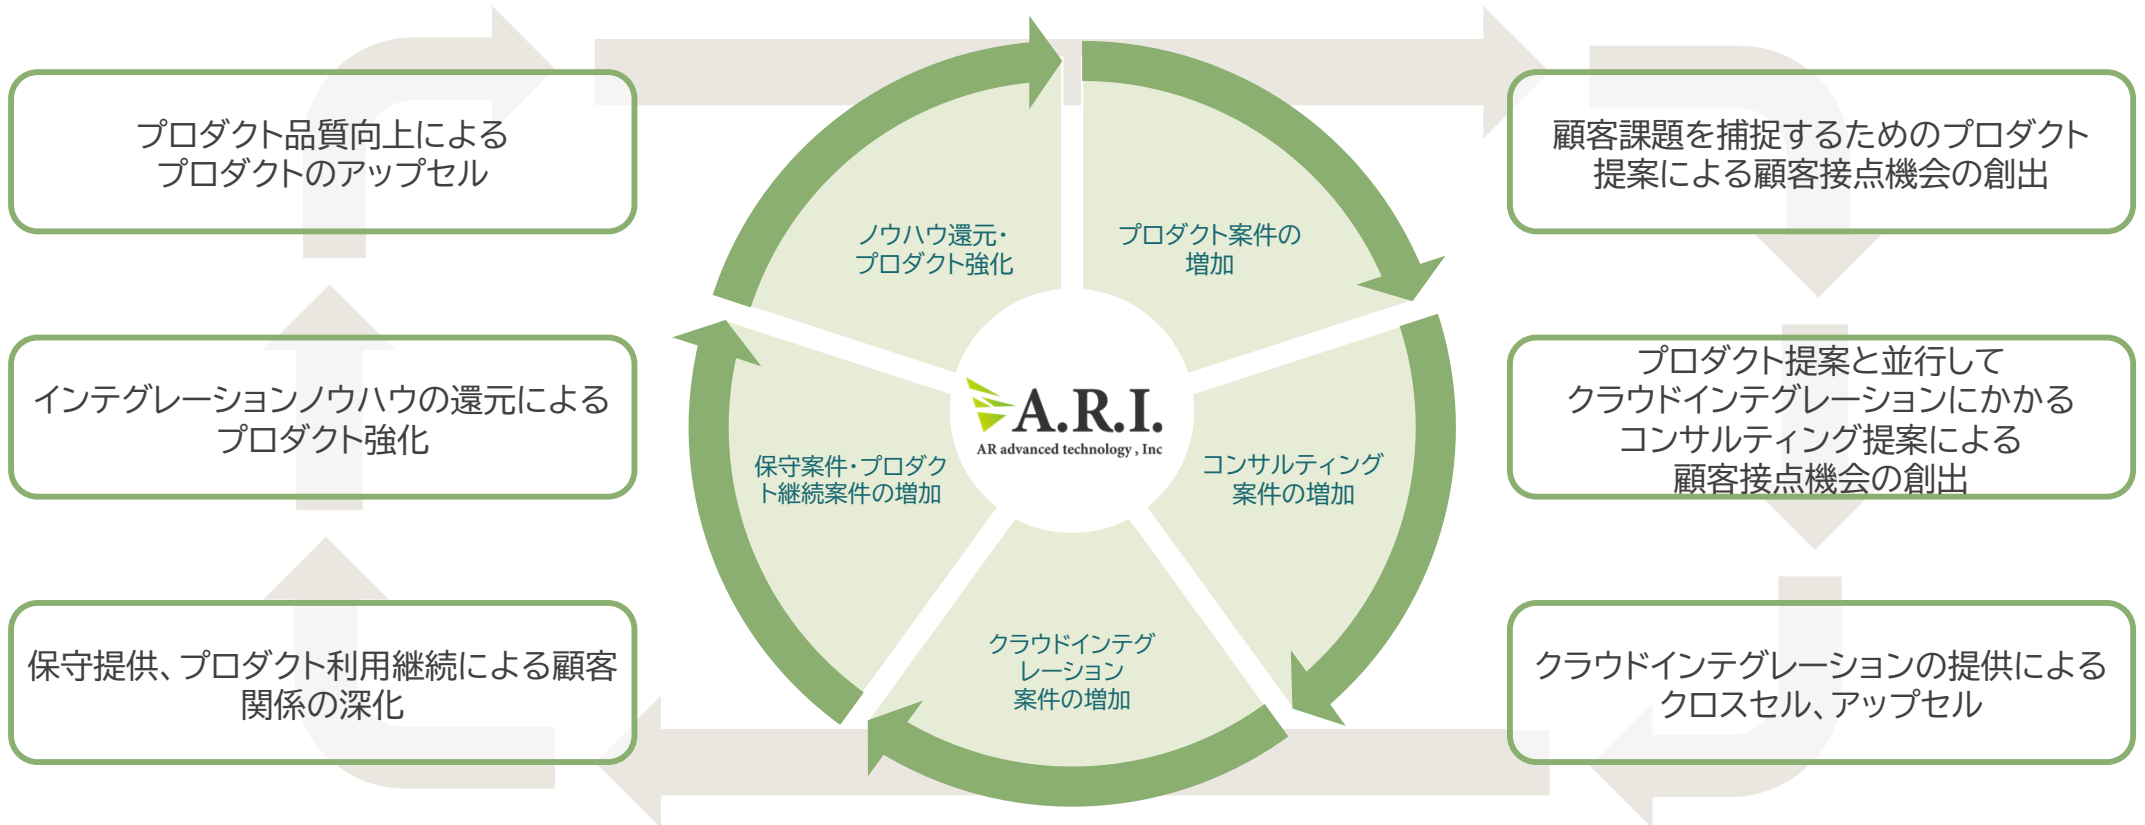 プロダクト品質向上による
プロダクトのアップセル
インテグレーションノウハウの還元による
プロダクト強化
保守提供、プロダクト利用継続による顧客
関係の深化
ノウハウ還元・
プロダクト強化
プロダクト案件の
増加
保守案件・プロダク
ト継続案件の増加
A.R.I.
AR advanced technology , Inc
コンサルティング
案件の増加
クラウドインテグ
レーション
案件の増加
顧客課題を捕捉するためのプロダクト
提案による顧客接点機会の創出
プロダクト提案と並行して
クラウドインテグレーションにかかる
コンサルティング提案による
顧客接点機会の創出
クラウドインテグレーションの提供による
クロスセル、アップセル